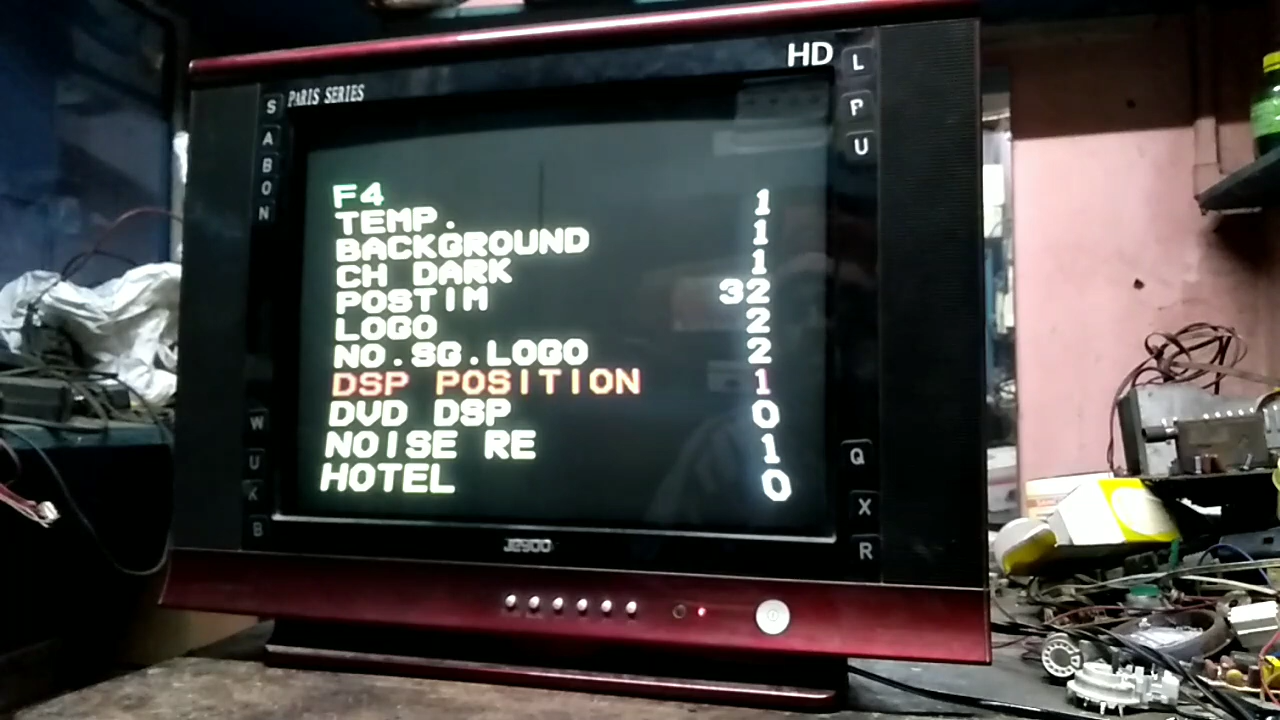 HD
PARIS SERIES
S
A
B
O
N
L
P
U
F4
TEMP. 1
BACKGROUND 1
CH DARK 1
POSTIM 32
LOGO 2
NO.SG.LOGO 2
DSP POSITION 1
DVD DSP 0
NOISE RE 1
HOTEL 0
W
U
K
B
Q
X
R